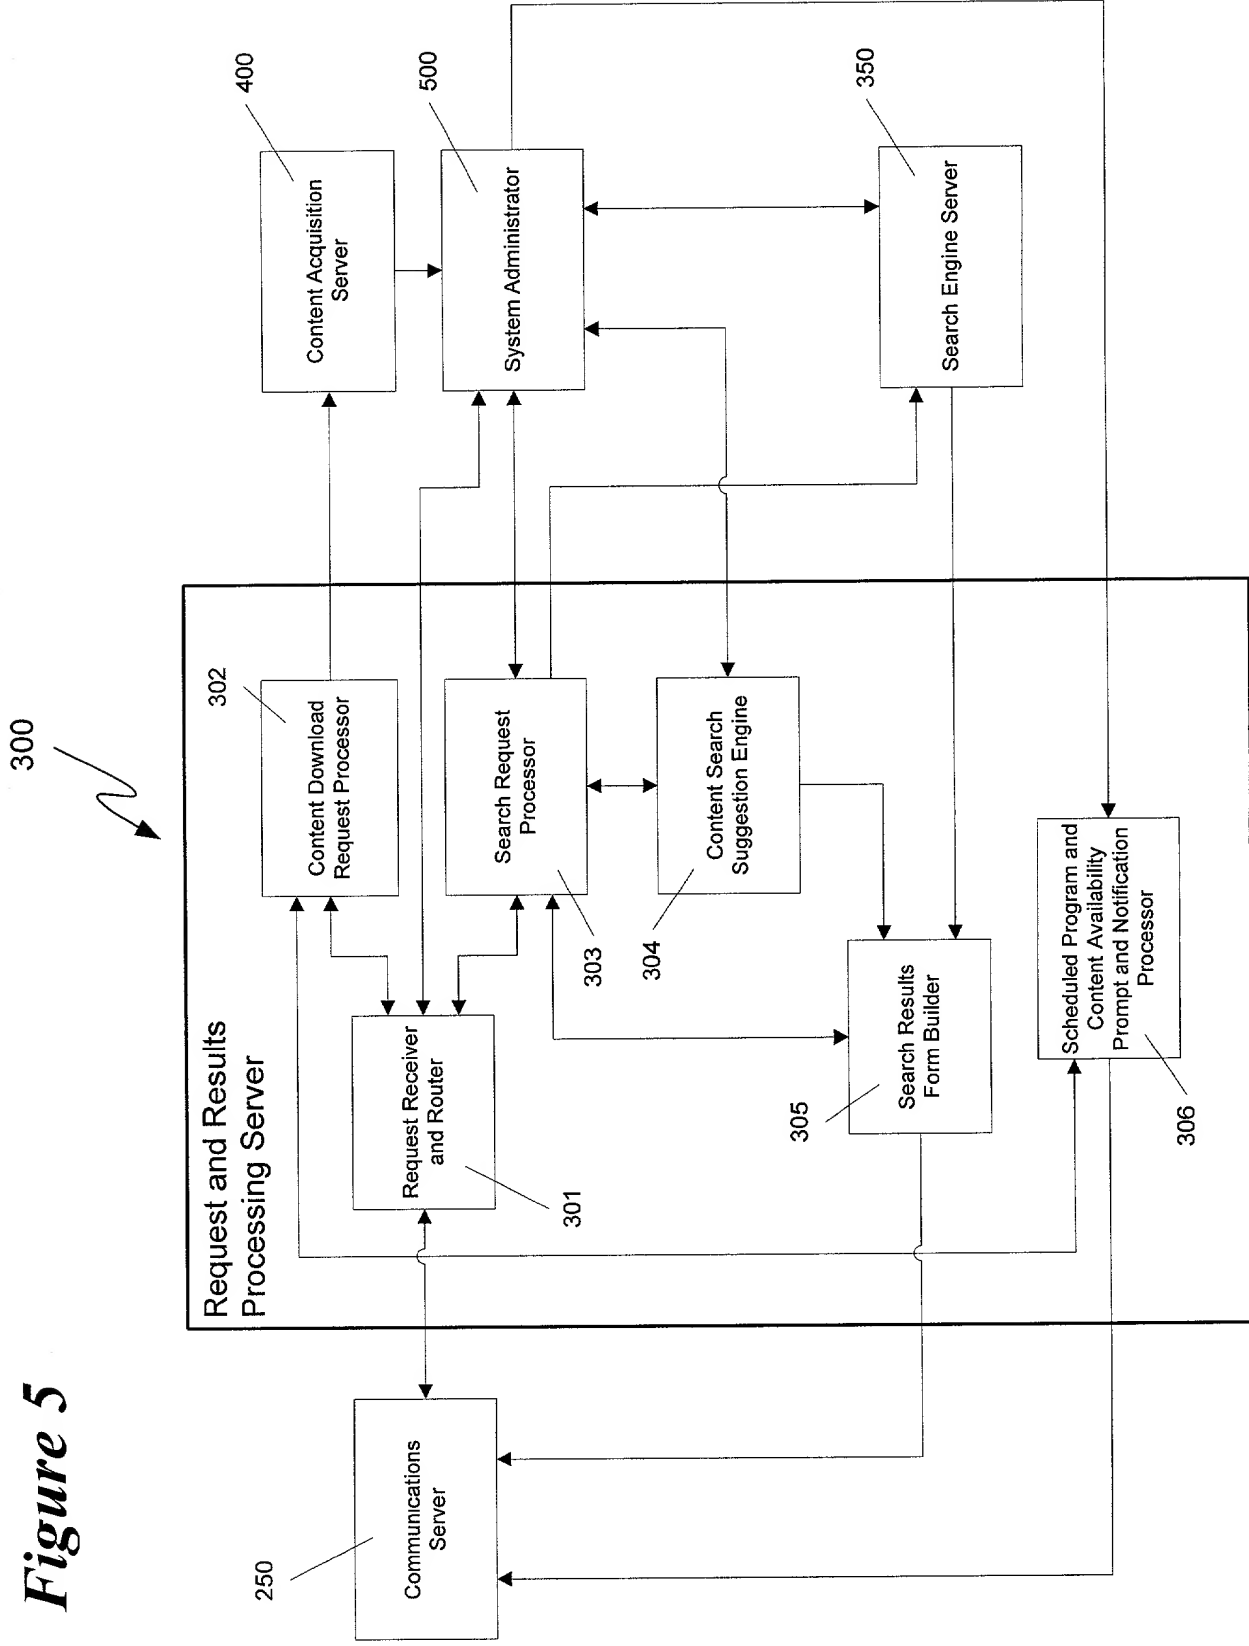 Figure 5
300
Request and Results
Processing Server
250
Communications
Server
Request Receiver
and Router
301
302
Content Download
Request Processor
Search Request
Processor
303
304
Content Search
Suggestion Engine
305
Search Results
Form Builder
Scheduled Program and
Content Availability
Prompt and Notification
Processor
306
400
Content Acquisition
Server
500
System Administrator
350
Search Engine Server